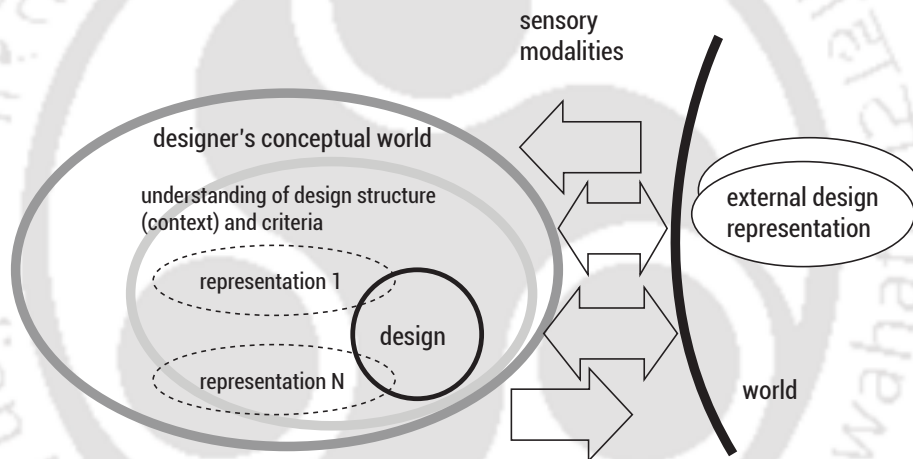 sensory
modalities
designer's conceptual world
understanding of design structure
(context) and criteria
external design
representation
representation 1
design
representation N
world